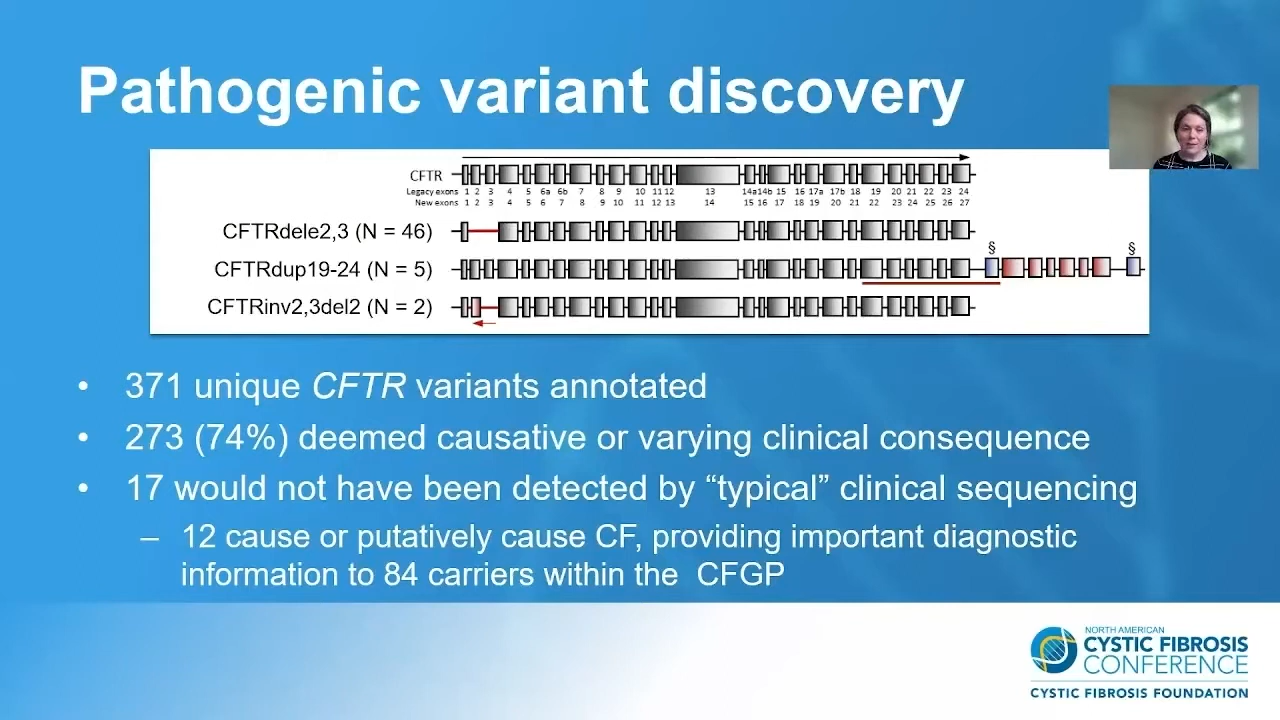 Pathogenic variant discovery
CFTR
Legacy exons 1 2 3 4 5 6a 6b 7 8 9 10 11 12 13 14a 14b 15 16 17a 17b 18 19 20 21 22 23 24
New exons 1 2 3 4 5 6 7 8 9 10 11 12 13 14 15 16 17 18 19 20 21 22 23 24 25 26 27
CFTRdele2,3 (N = 46)
§ §
CFTRdup19-24 (N = 5)
CFTRinv2,3del2 (N = 2)
• 371 unique CFTR variants annotated
• 273 (74%) deemed causative or varying clinical consequence
• 17 would not have been detected by “typical” clinical sequencing
– 12 cause or putatively cause CF, providing important diagnostic
information to 84 carriers within the CFGP
NORTH AMERICAN
CYSTIC FIBROSIS
CONFERENCE
CYSTIC FIBROSIS FOUNDATION